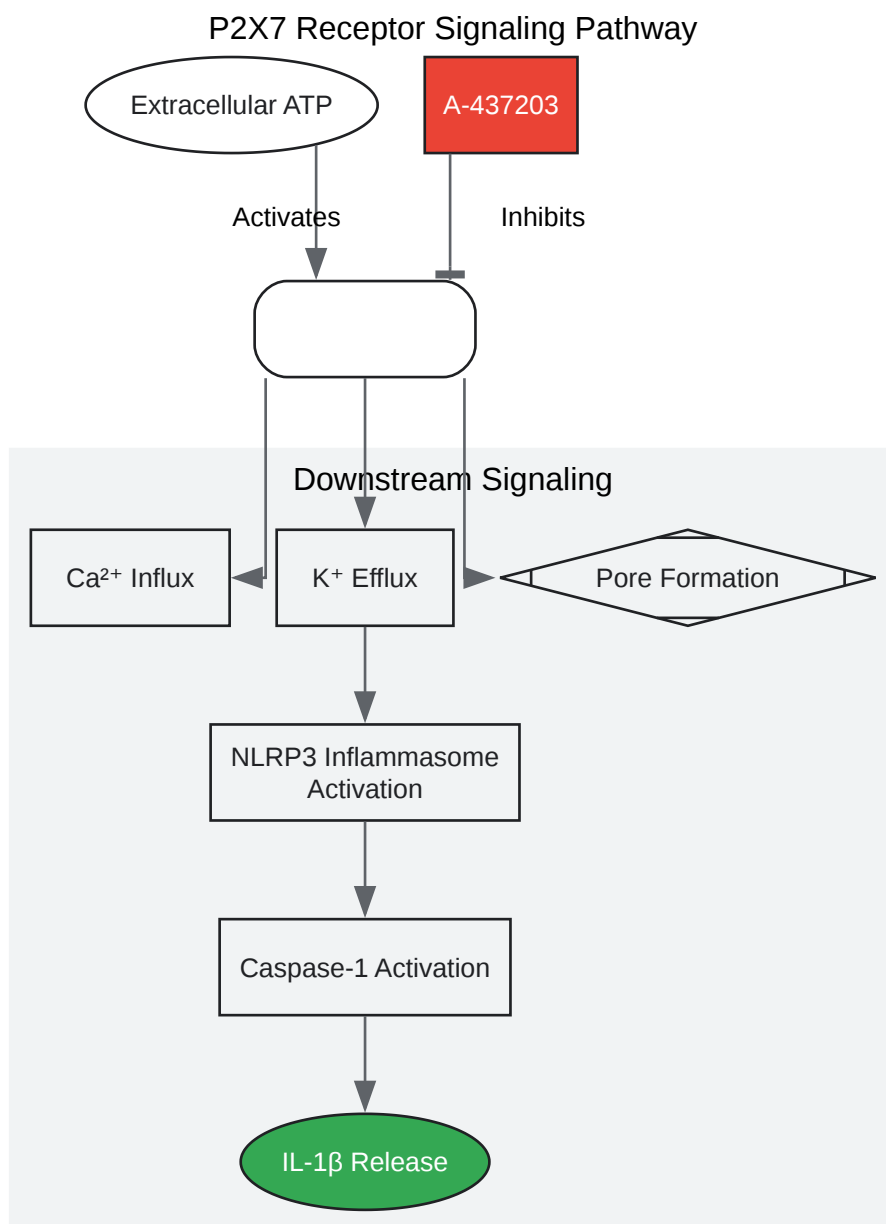 P2X7 Receptor Signaling Pathway
Extracellular ATP
A-437203
Activates
Inhibits
Downstream Signaling
Ca²⁺ Influx
K⁺ Efflux
Pore Formation
NLRP3 Inflammasome
Activation
Caspase-1 Activation
IL-1β Release